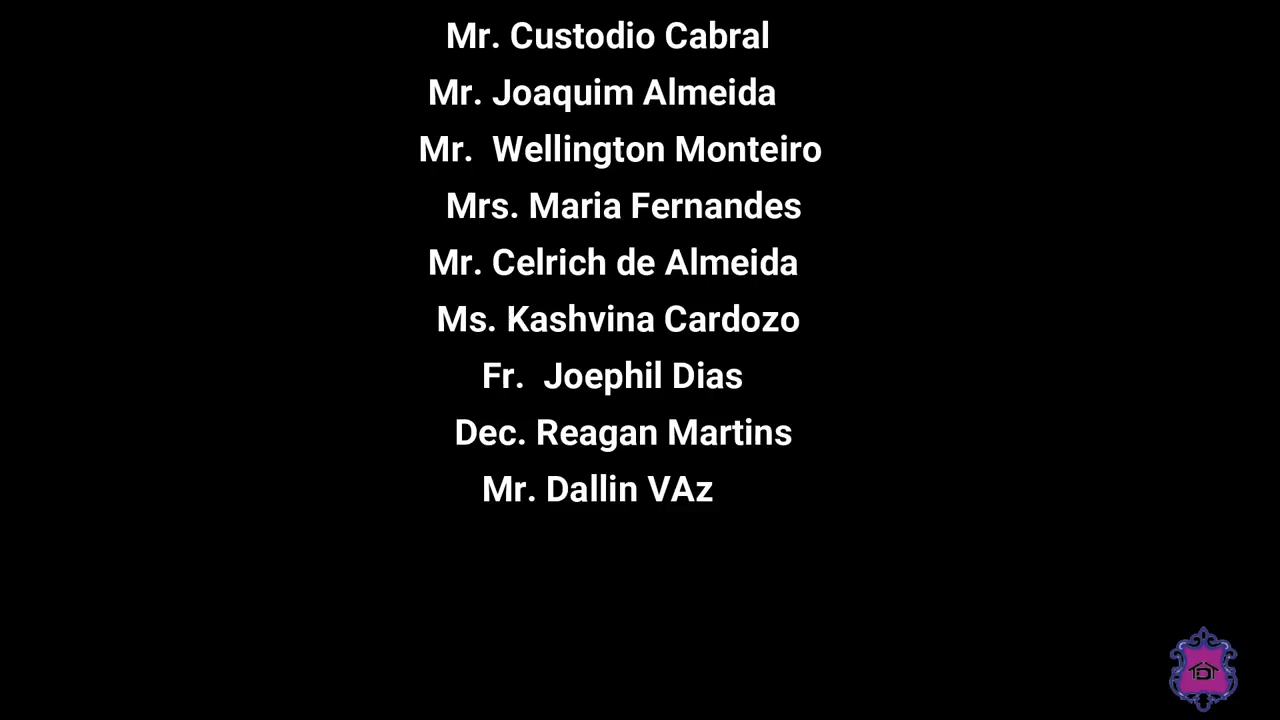 Mr. Custodio Cabral
Mr. Joaquim Almeida
Mr.  Wellington Monteiro
Mrs. Maria Fernandes
Mr. Celrich de Almeida
Ms. Kashvina Cardozo
Fr.  Joephil Dias
Dec. Reagan Martins
Mr. Dallin VAz